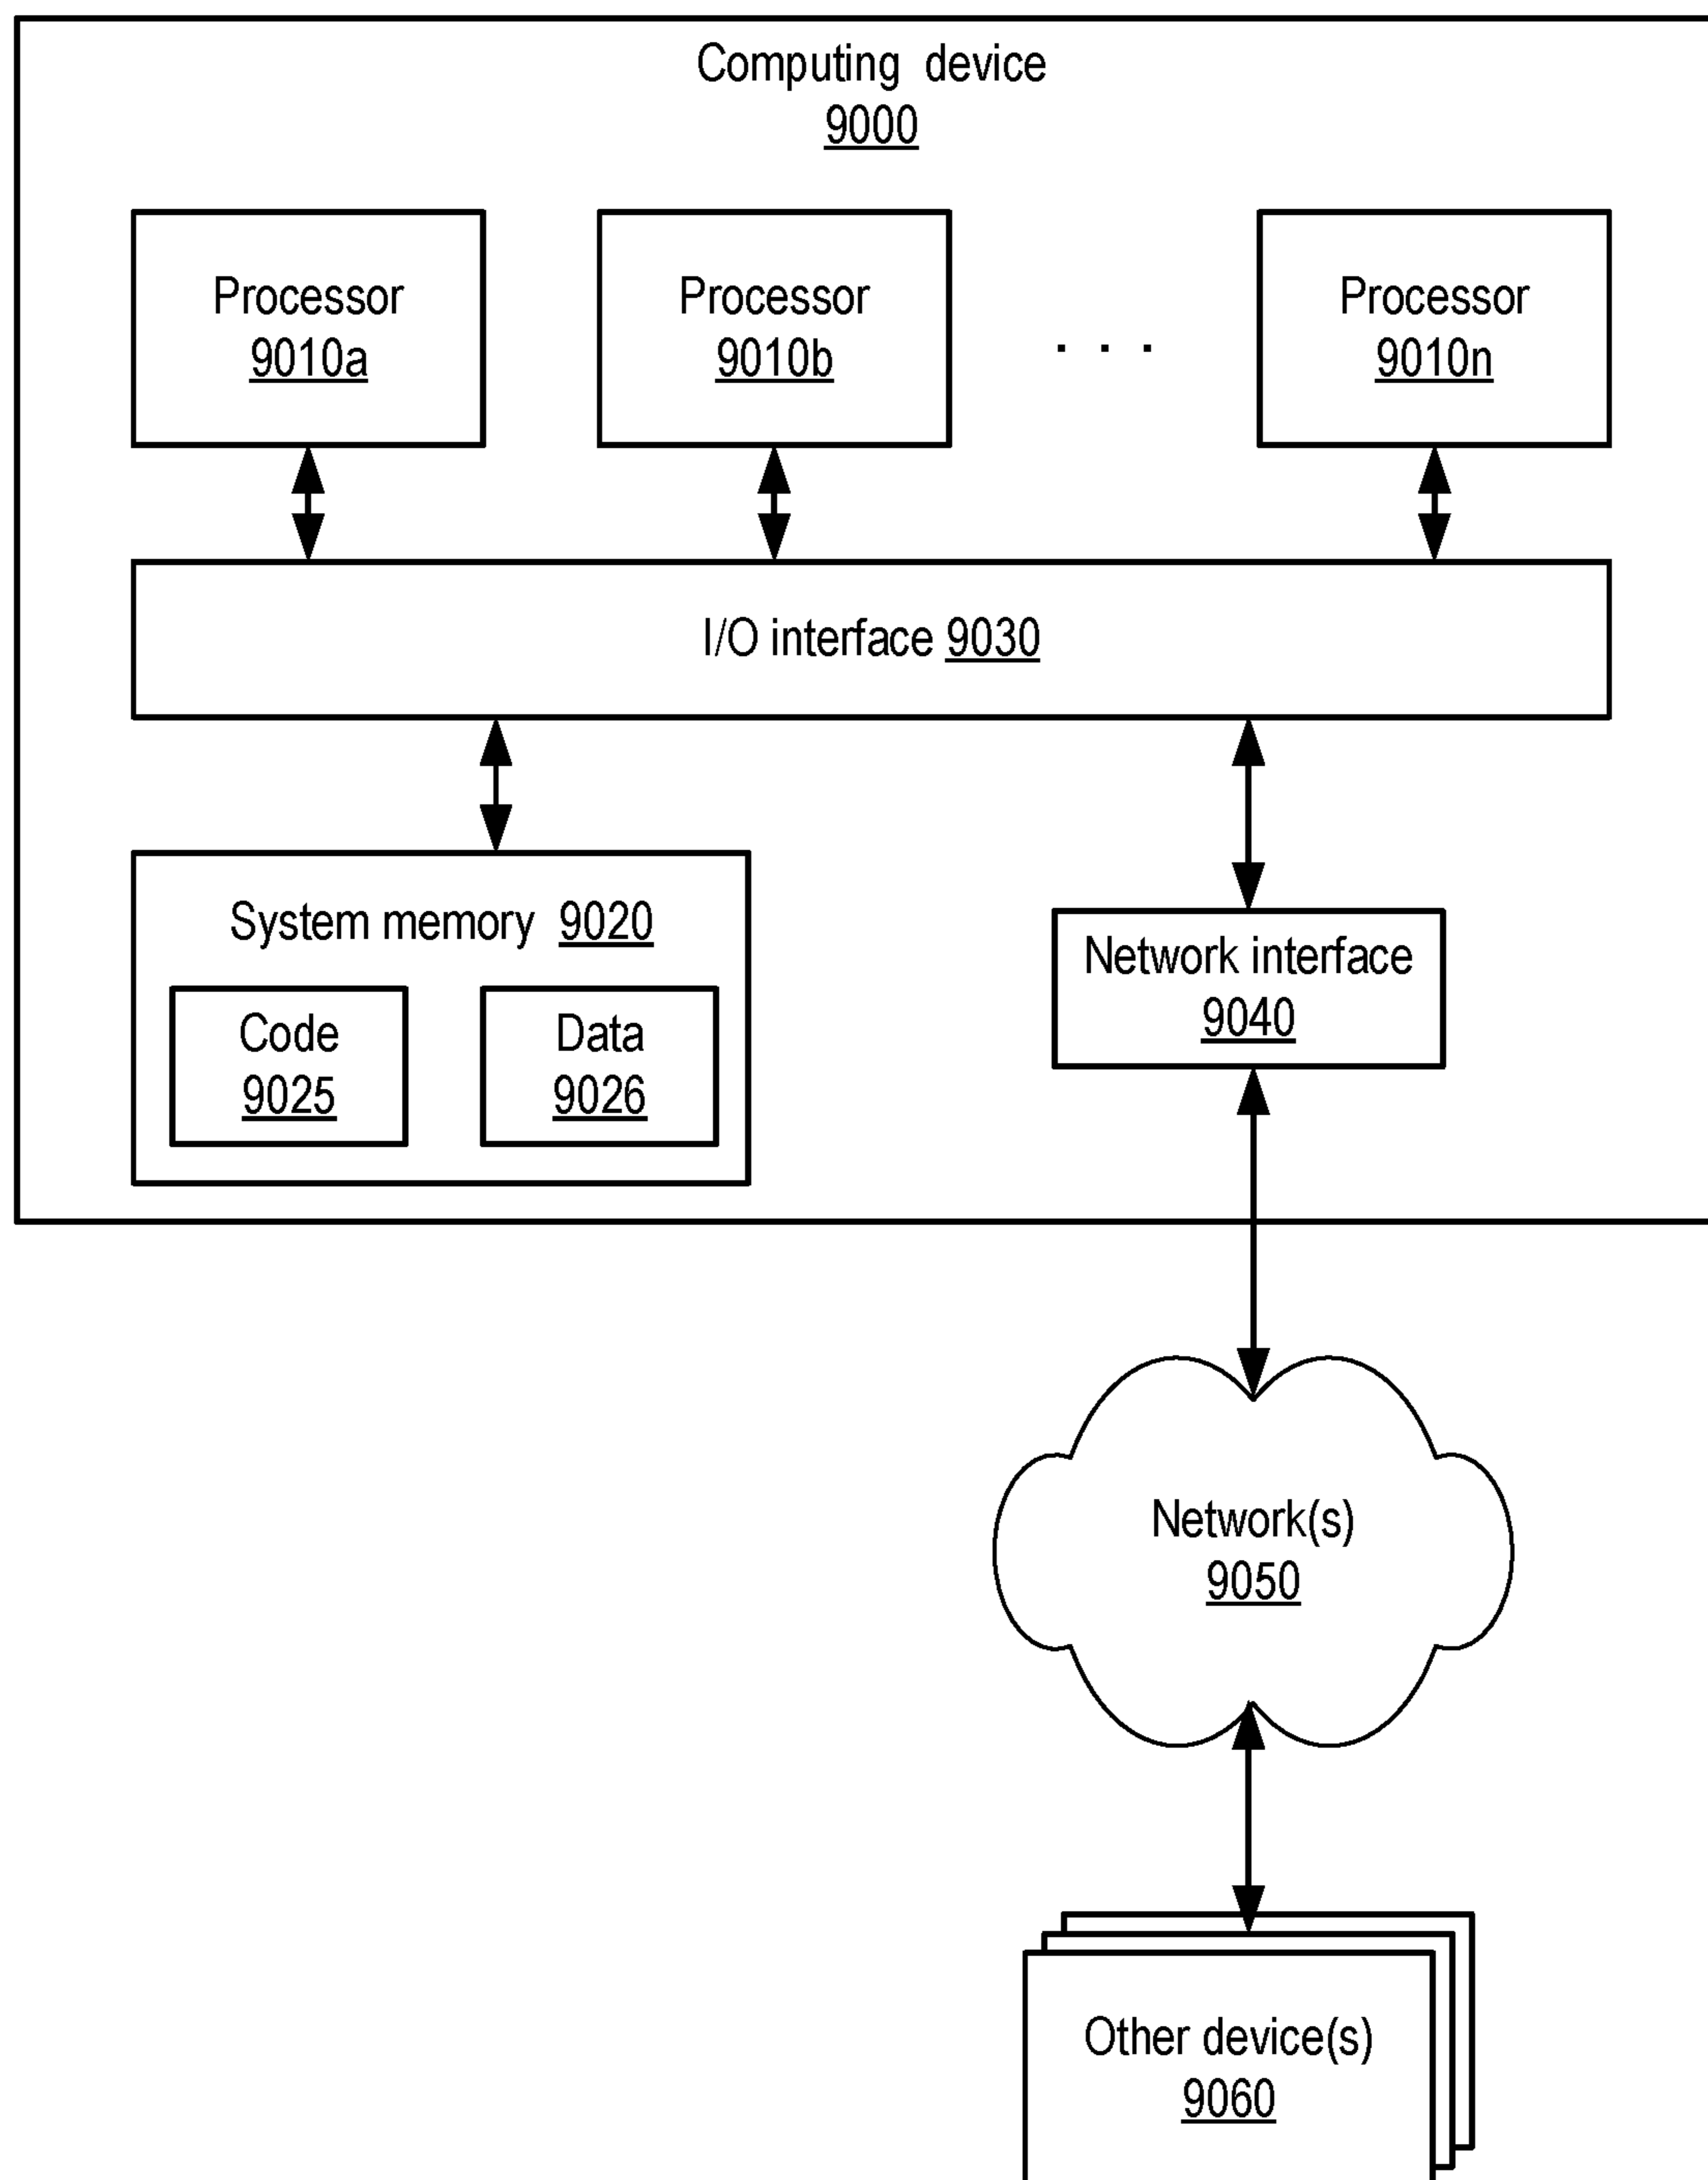 Computing device
9000
Processor
9010a
Processor
9010b
. . .
Processor
9010n
I/O interface 9030
System memory 9020
Code
9025
Data
9026
Network interface
9040
Network(s)
9050
Other device(s)
9060